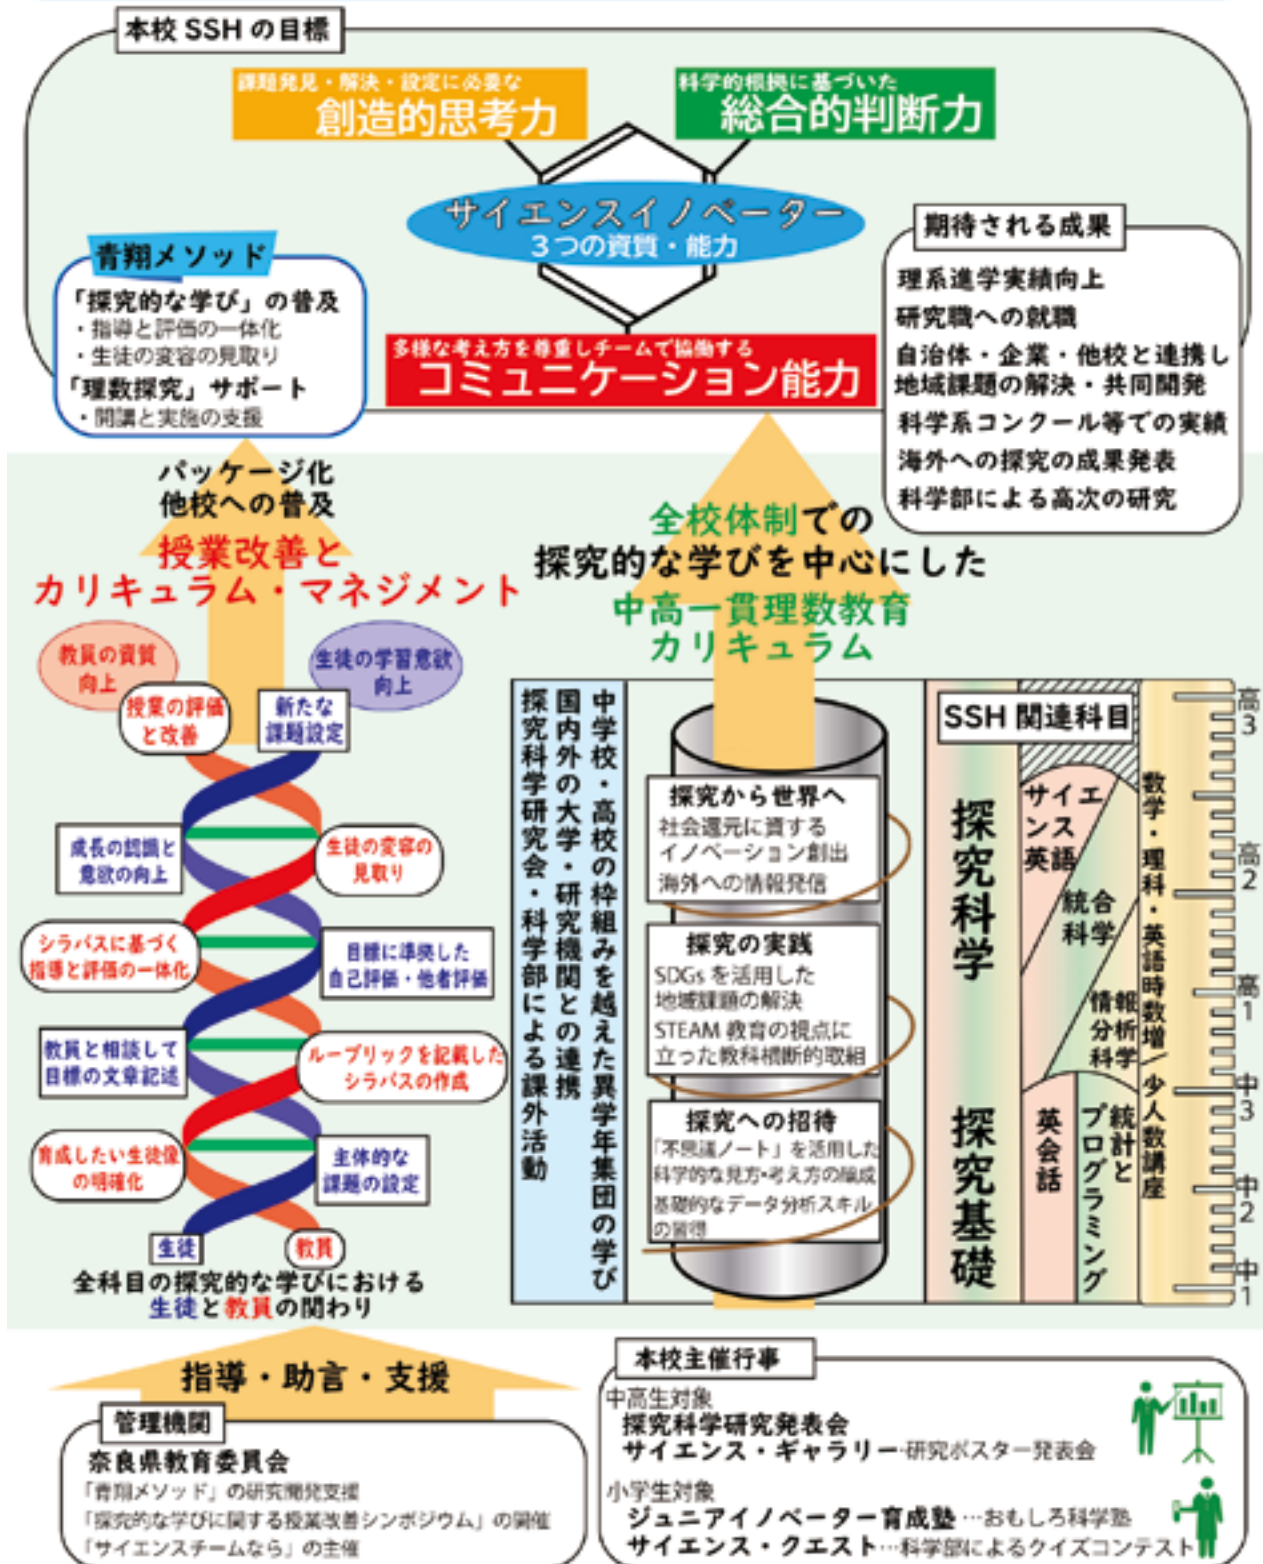 本校 SSH の目標
課題発見・解決・設定に必要な
創造的思考力
科学的根拠に基づいた
総合的判断力
サイエンスイノベーター
3つの資質・能力
多様な考え方を尊重しチームで協働する
コミュニケーション能力
青翔メソッド
「探究的な学び」の普及
・指導と評価の一体化
・生徒の変容の見取り
「理数探究」サポート
・開講と実施の支援
期待される成果
理系進学実績向上
研究職への就職
自治体・企業・他校と連携し
地域課題の解決・共同開発
科学系コンクール等での実績
海外への探究の成果発表
科学部による高次の研究
パッケージ化
他校への普及
授業改善と
カリキュラム・マネジメント
全校体制での
探究的な学びを中心にした
中高一貫理数教育
カリキュラム
教員の資質
向上
生徒の学習意欲
向上
授業の評価
と改善
新たな
課題設定
成長の認識と
意欲の向上
生徒の変容の
見取り
シラバスに基づく
指導と評価の一体化
目標に準拠した
自己評価・他者評価
教員と相談して
目標の文章記述
ルーブリックを記載した
シラバスの作成
育成したい生徒像
の明確化
主体的な
課題の設定
生徒
教員
全科目の探究的な学びにおける
生徒と教員の関わり
中学校・高校の枠組みを越えた異学年集団の学び
国内外の大学・研究機関との連携
探究科学研究会・科学部による課外活動
探究から世界へ
社会還元に資する
イノベーション創出
海外への情報発信
探究の実践
SDGs を活用した
地域課題の解決
STEAM 教育の視点に
立った教科横断的取組
探究への招待
「不思議ノート」を活用した
科学的な見方・考え方の醸成
基礎的なデータ分析スキル
の習得
SSH 関連科目
探究科学
探究基礎
サイエ
ンス
英語
統合
科学
情報
分析
科学
英会話
統計と
プログラミング
数学・理科・英語時数増/少人数講座
高3
高2
高1
中3
中2
中1
指導・助言・支援
管理機関
奈良県教育委員会
「青翔メソッド」の研究開発支援
「探究的な学びに関する授業改善シンポジウム」の開催
「サイエンスチームなら」の主催
本校主催行事
中高生対象
探究科学研究発表会
サイエンス・ギャラリー…研究ポスター発表会
小学生対象
ジュニアイノベーター育成塾…おもしろ科学塾
サイエンス・クエスト…科学部によるクイズコンテスト